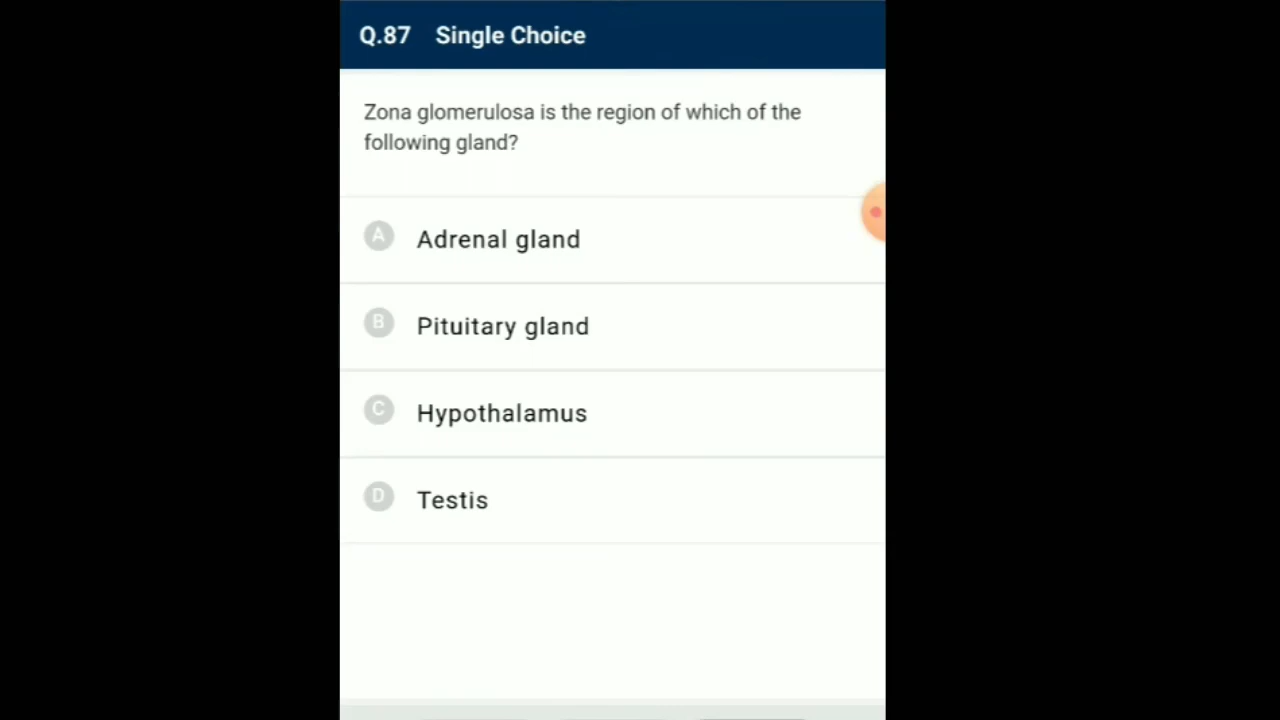 Q.87 Single Choice
Zona glomerulosa is the region of which of the
following gland?
A Adrenal gland
B Pituitary gland
C Hypothalamus
D Testis